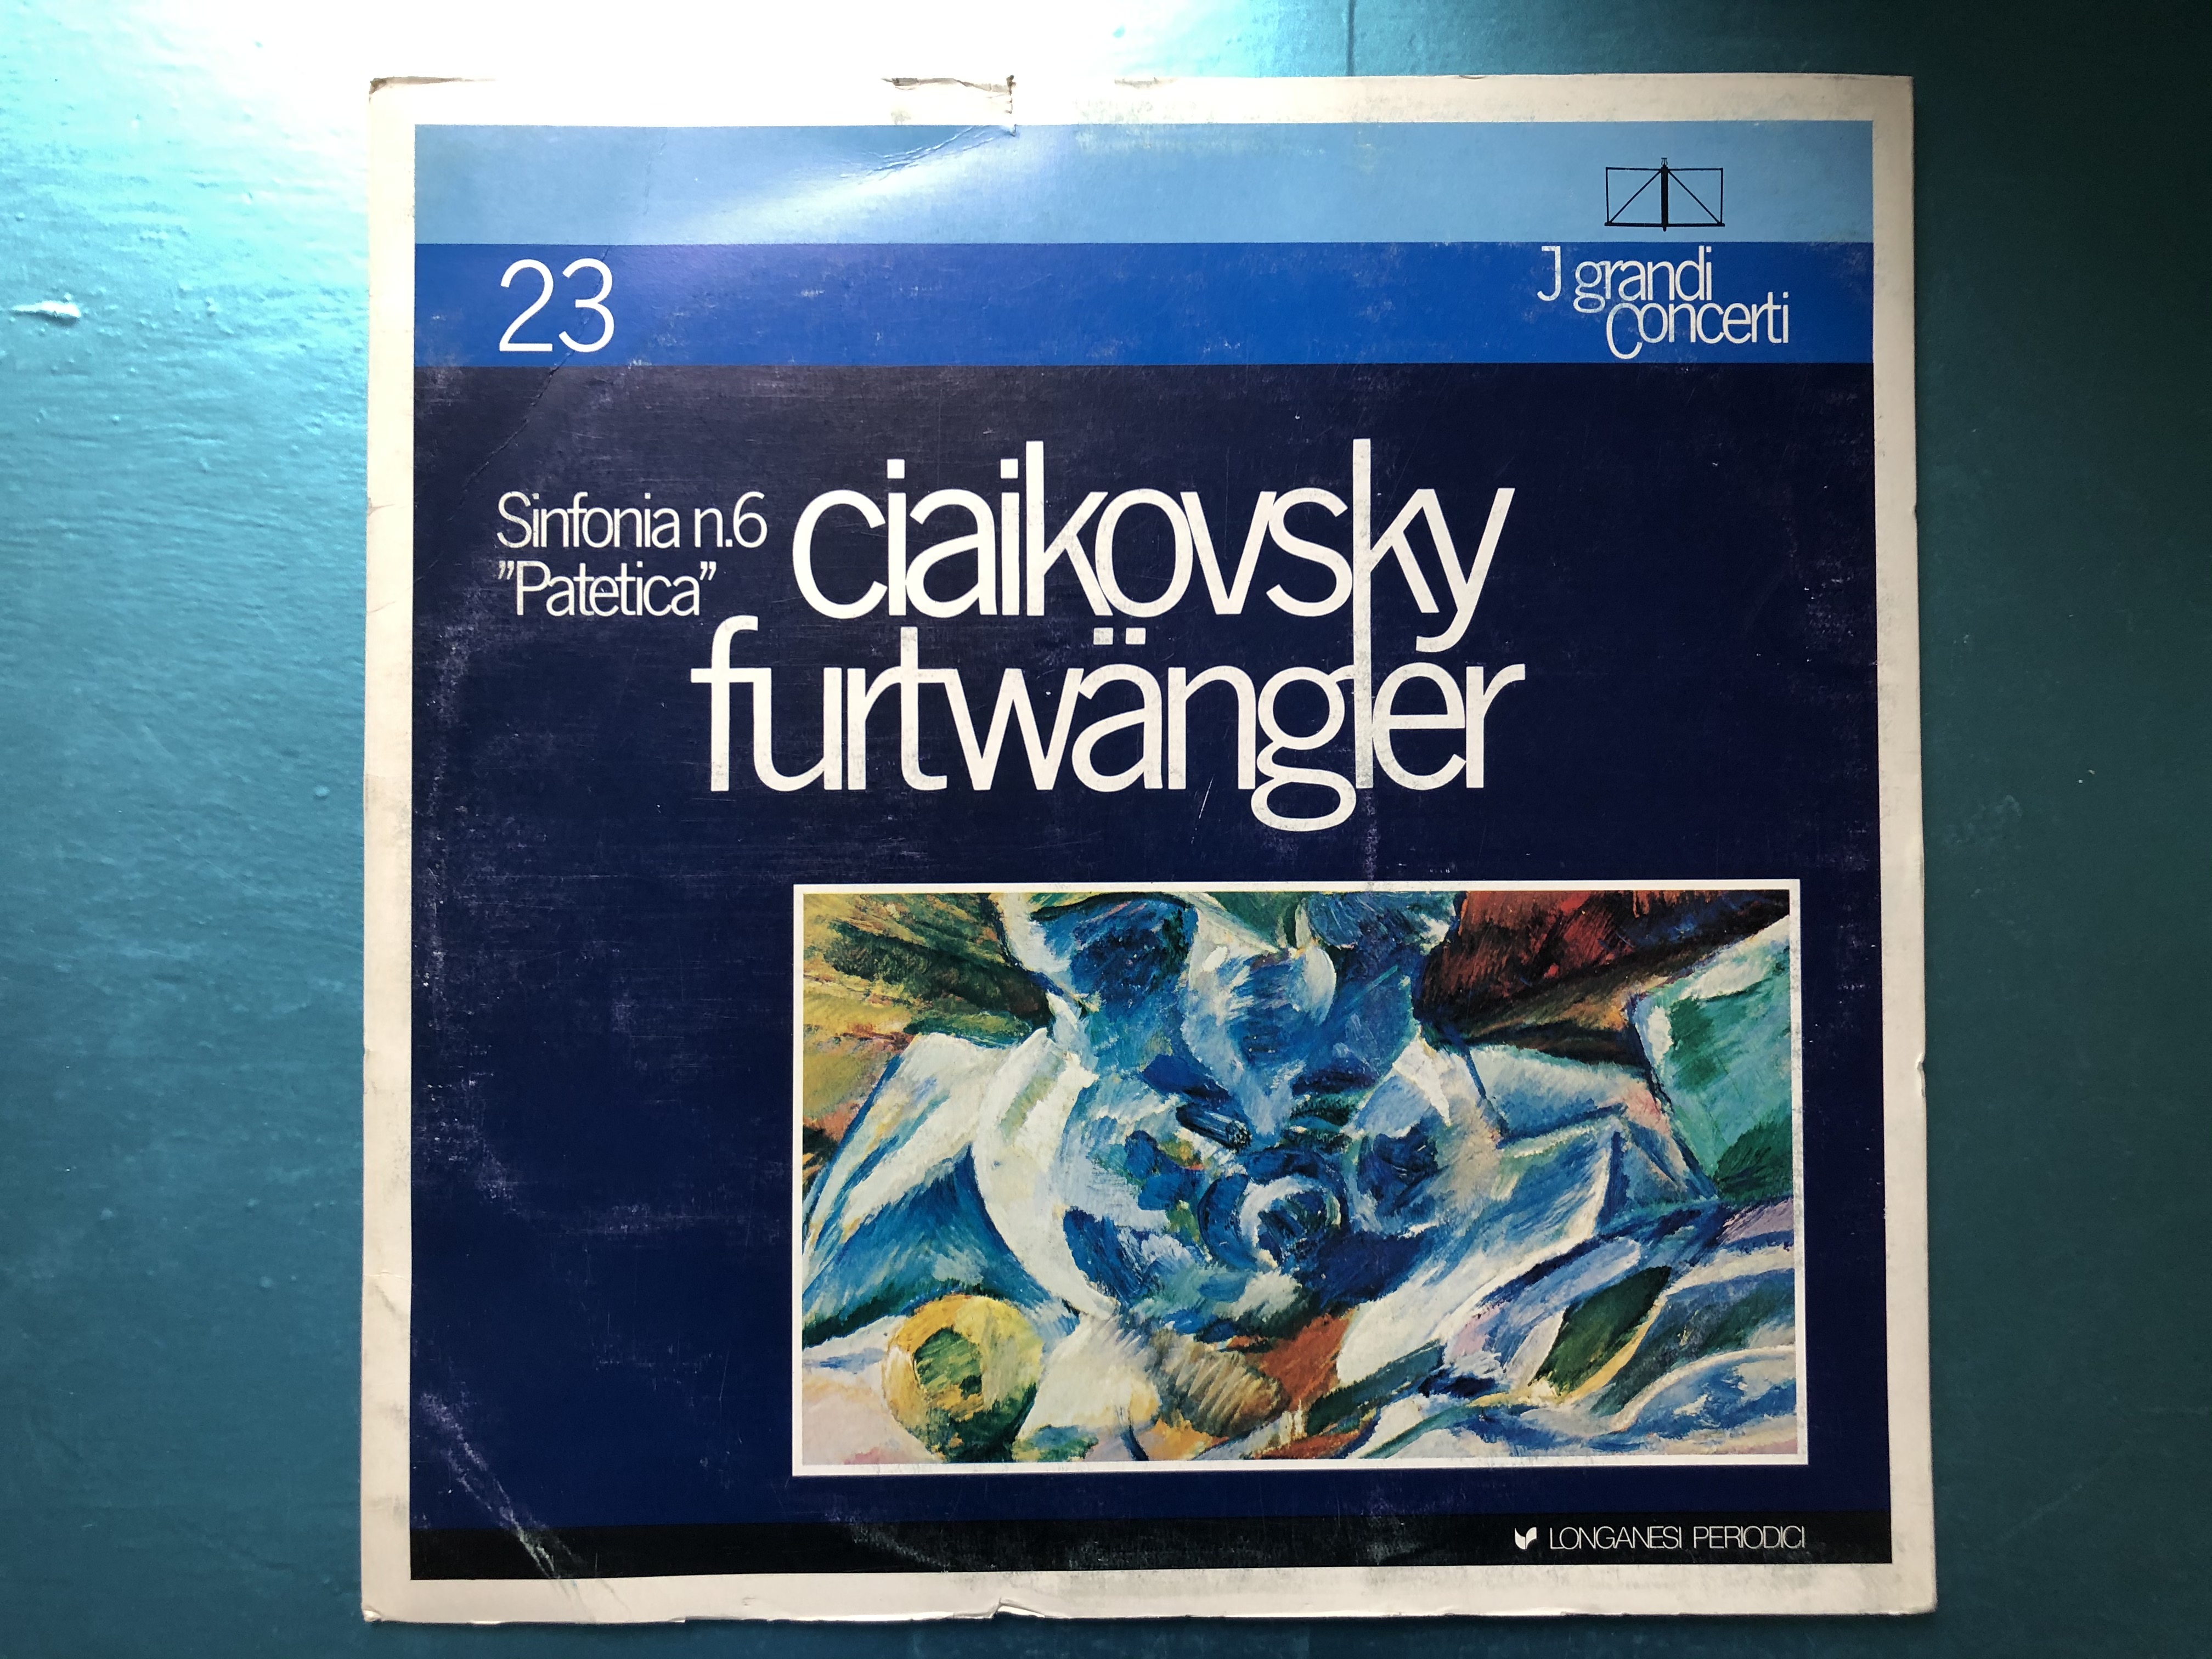 23
J grandi
concerti
Sinfonia n.6
"Patetica"
ciaikovsky
furtwängler
LONGANESI PERIODICI